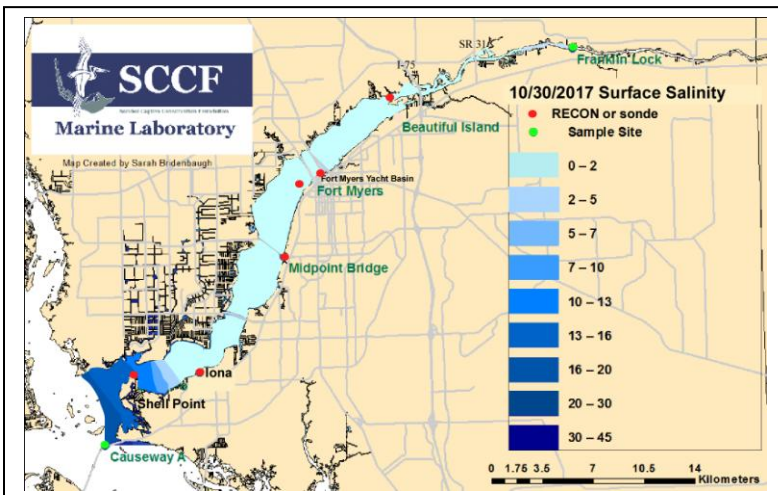 SCCF
Marine Laboratory
Map Created by Sarah Bridenbaugh
SR 31
I-75
Franklin Lock
Beautiful Island
Fort Myers Yacht Basin
Fort Myers
Midpoint Bridge
Iona
Shell Point
Causeway A
10/30/2017 Surface Salinity
RECON or sonde
Sample Site
0 – 2
2 – 5
5 – 7
7 – 10
10 – 13
13 – 16
16 – 20
20 – 30
30 – 45
0 1.75 3.5 7 10.5 14
Kilometers